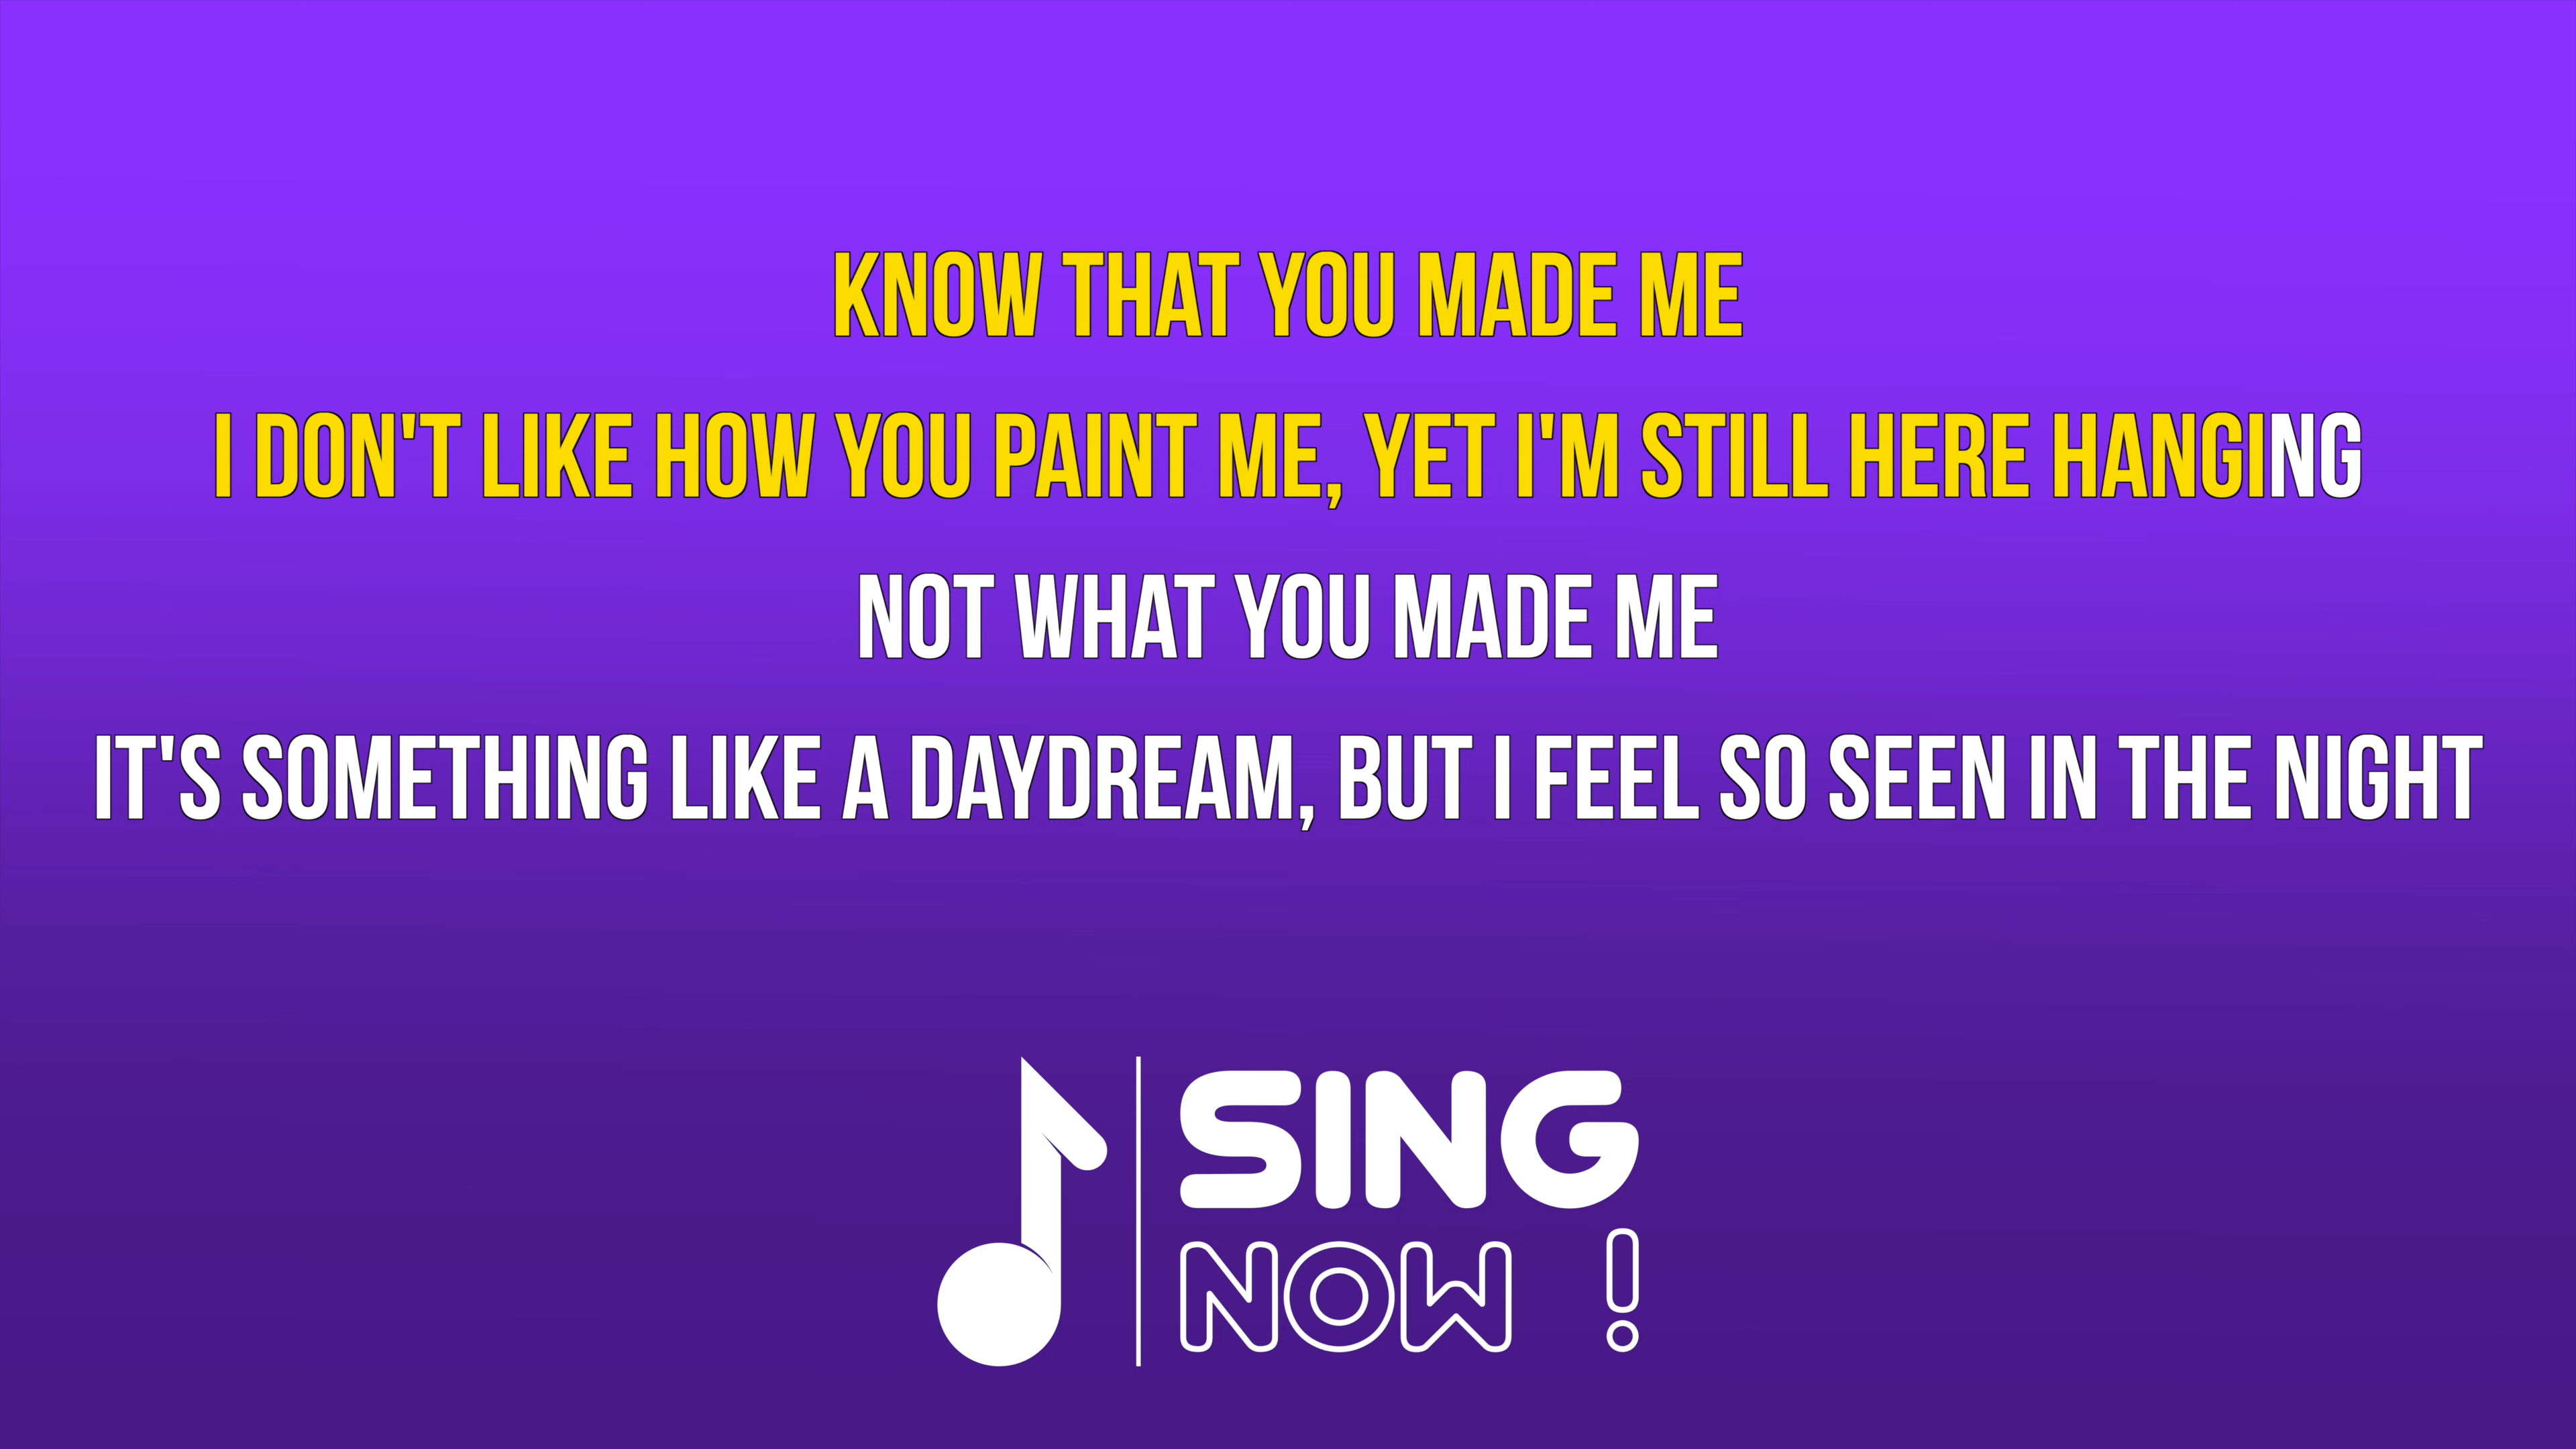 KNOW THAT YOU MADE ME
I DON'T LIKE HOW YOU PAINT ME, YET I'M STILL HERE HANGING
NOT WHAT YOU MADE ME
IT'S SOMETHING LIKE A DAYDREAM, BUT I FEEL SO SEEN IN THE NIGHT
SING
NOW !